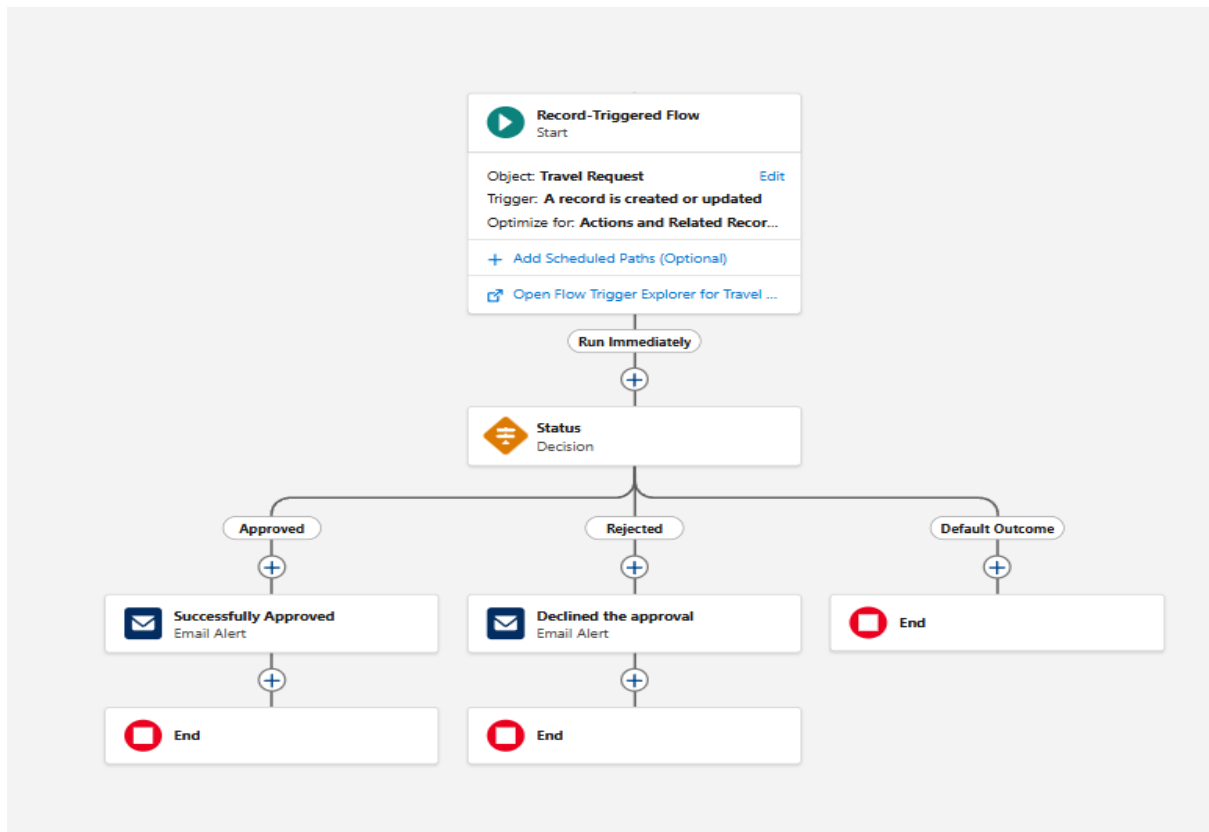 Record-Triggered Flow
Start
Object: Travel Request Edit
Trigger: A record is created or updated
Optimize for: Actions and Related Recor...
Add Scheduled Paths (Optional)
Open Flow Trigger Explorer for Travel ...
Run Immediately
Status
Decision
Approved
Rejected
Default Outcome
Successfully Approved
Email Alert
Declined the approval
Email Alert
End
End
End